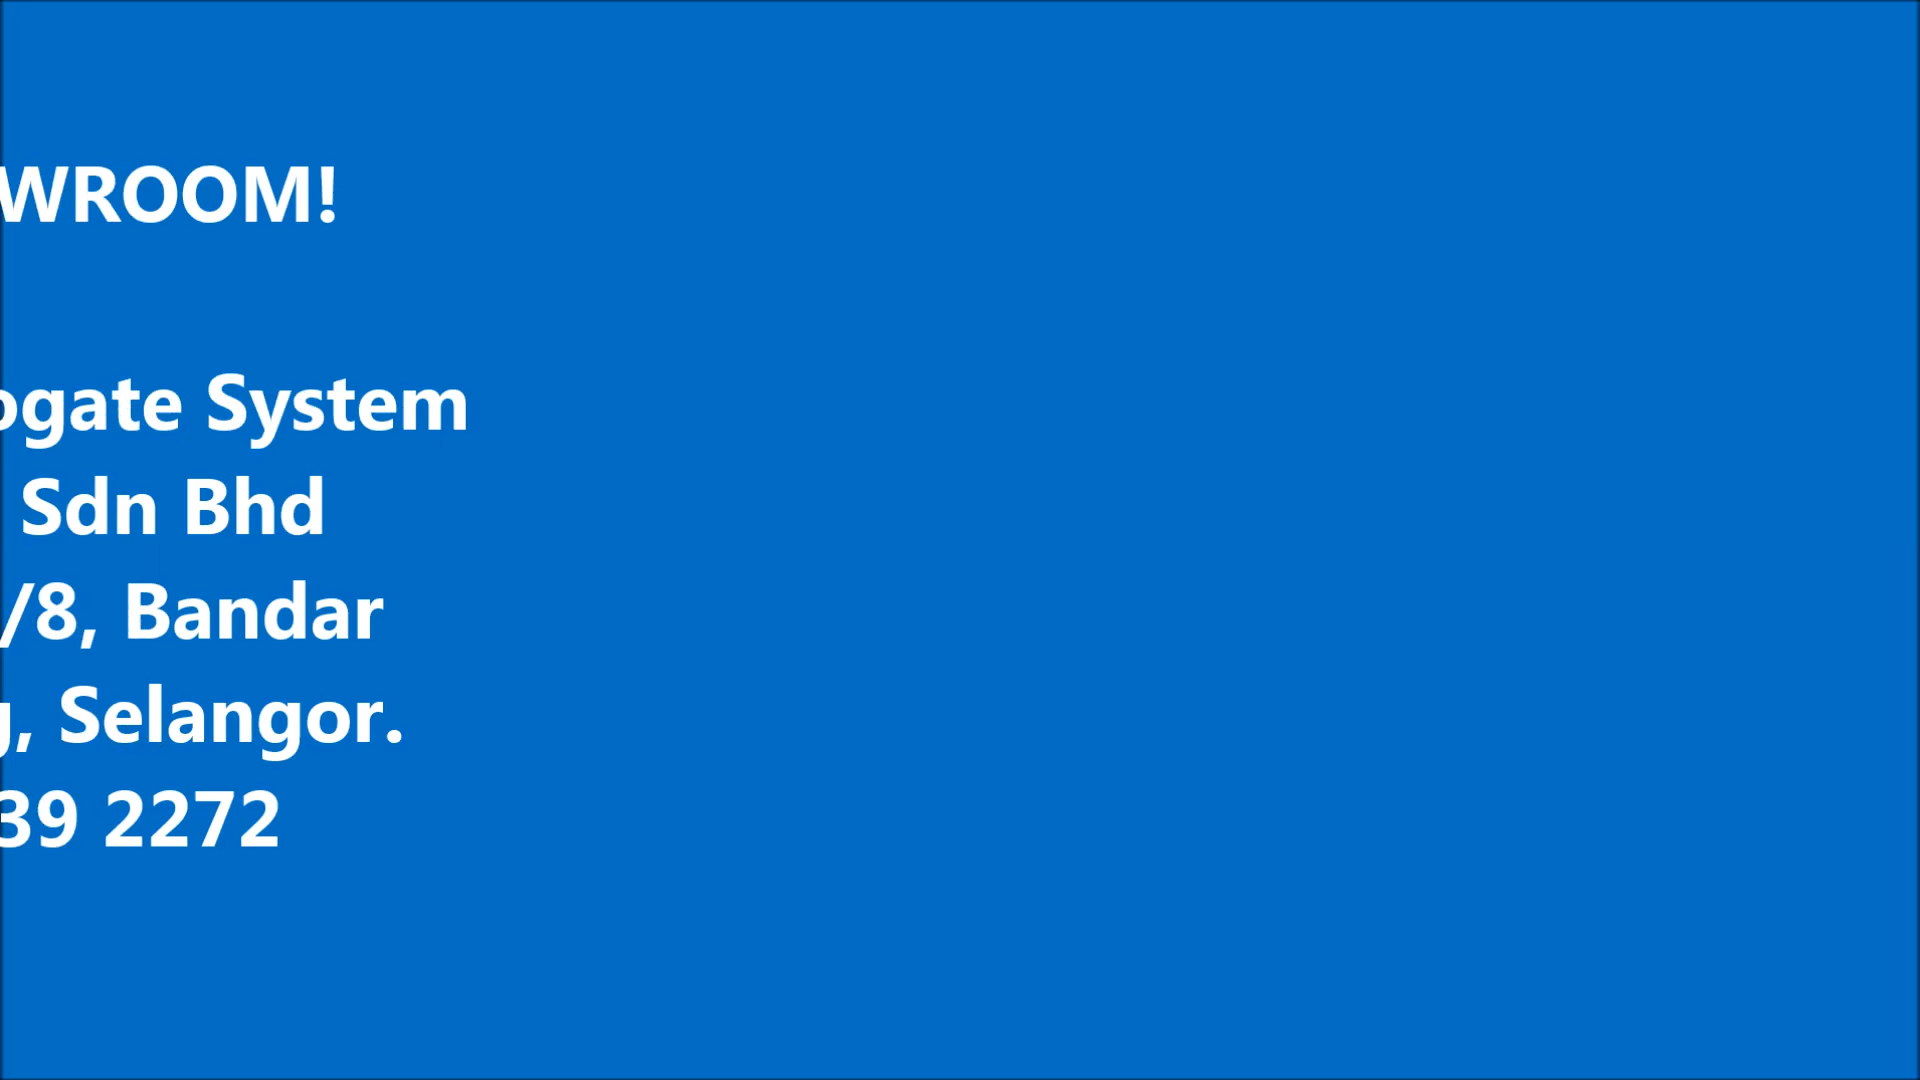 WROOM!
ogate System
Sdn Bhd
/8, Bandar
g, Selangor.
39 2272